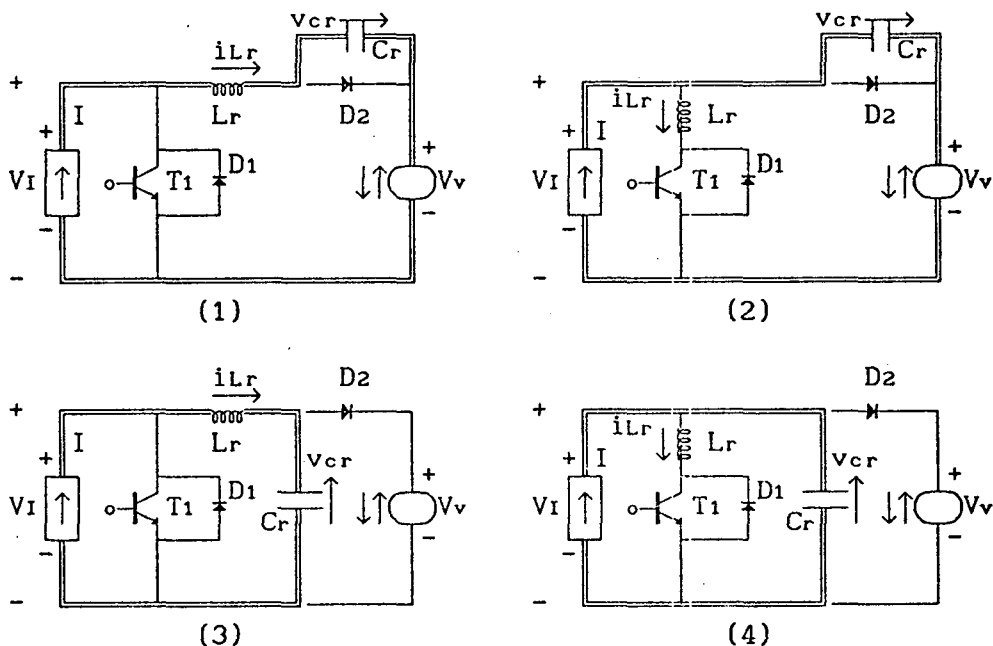 vcr
iLr
Cr
+
I
Lr
D2
+
+
VI
T1
D1
Vv
-
-
-
(1)
vcr
Cr
+
iLr
Lr
D2
+
I
+
VI
T1
D1
Vv
-
-
-
(2)
iLr
D2
+
I
Lr
vcr
+
+
VI
T1
D1
Cr
Vv
-
-
-
(3)
D2
+
iLr
Lr
vcr
+
I
+
VI
T1
D1
Cr
Vv
-
-
-
(4)